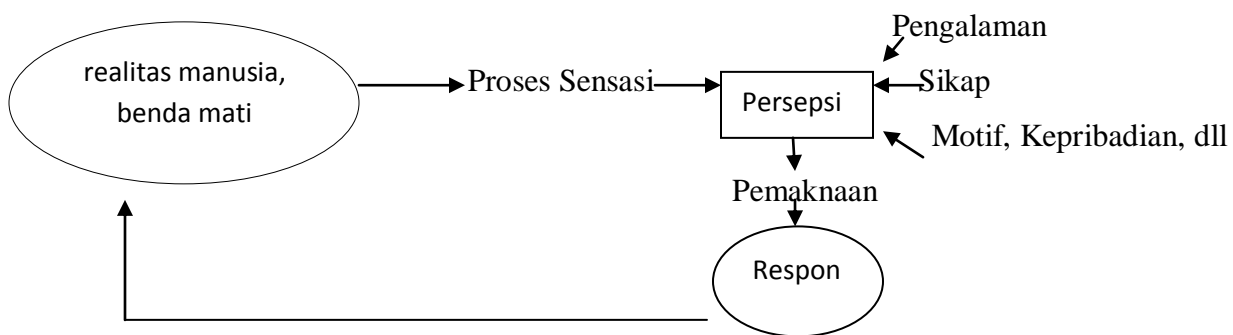 realitas manusia,
benda mati
Proses Sensasi
Persepsi
Pengalaman
Sikap
Motif, Kepribadian, dll
Pemaknaan
Respon